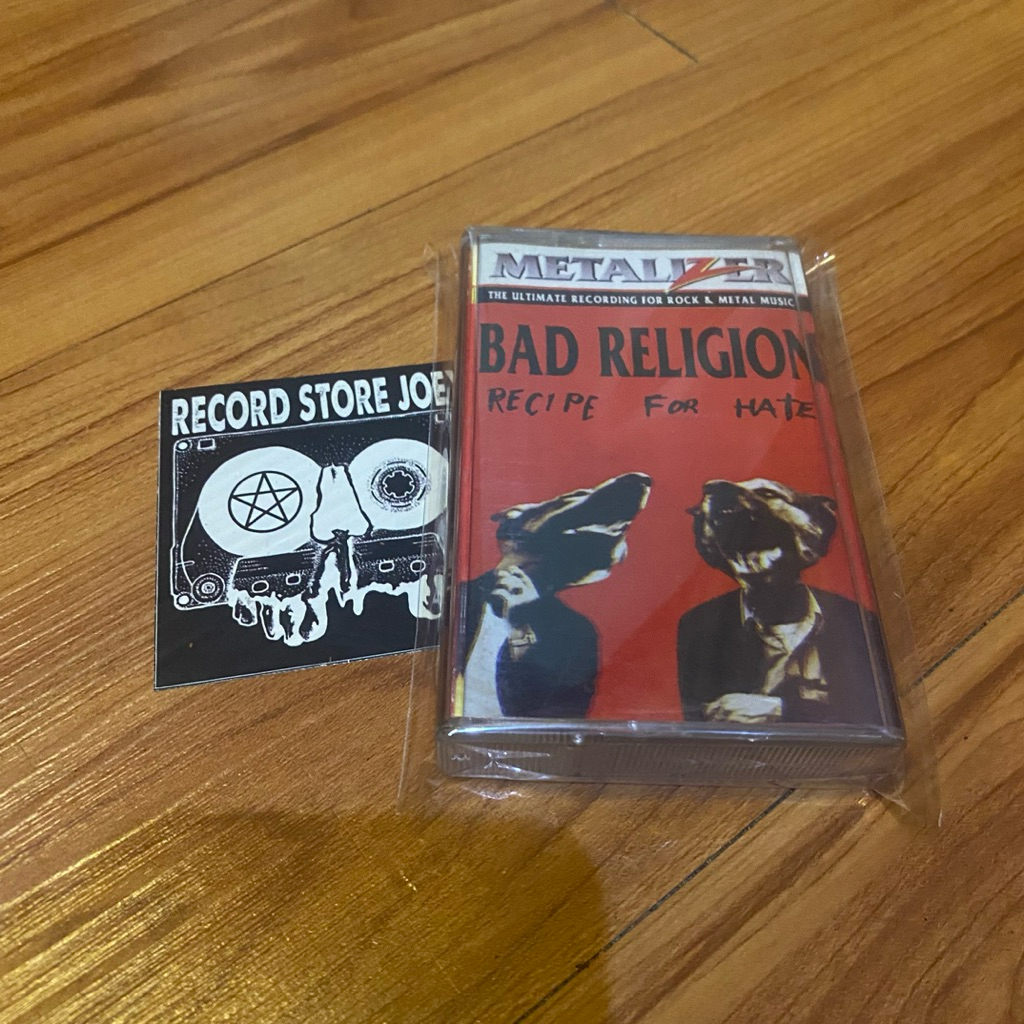 RECORD STORE JOE
METALIZER
THE ULTIMATE RECORDING FOR ROCK & METAL MUSIC
BAD RELIGION
RECIPE FOR HATE